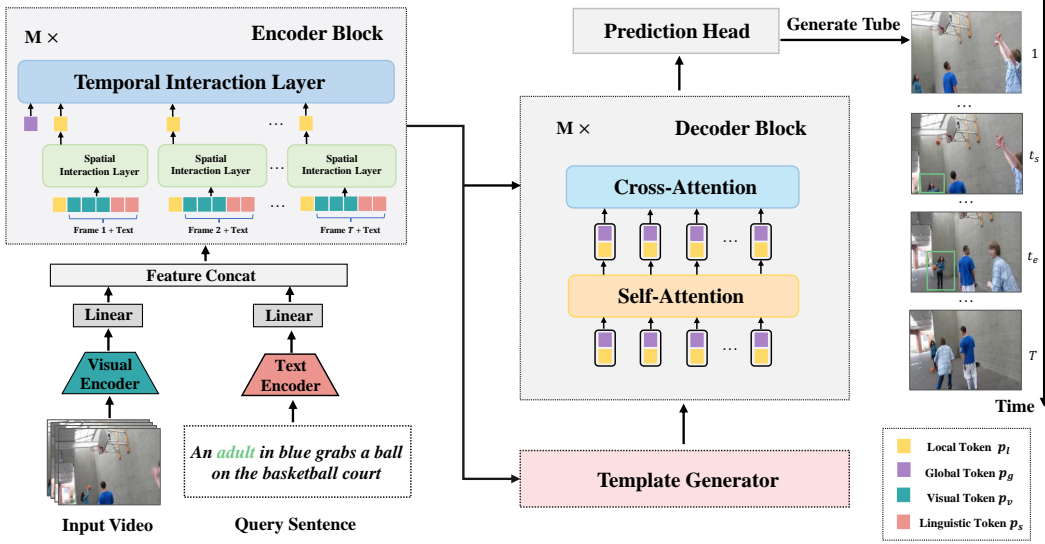 M ×
Encoder Block
Temporal Interaction Layer
...
Spatial
Interaction Layer
Spatial
Interaction Layer
...
Spatial
Interaction Layer
...
Frame 1 + Text
Frame 2 + Text
Frame T + Text
Feature Concat
Linear
Linear
Visual
Encoder
Text
Encoder
An adult in blue grabs a ball
on the basketball court
Input Video
Query Sentence
Prediction Head
Generate Tube
M ×
Decoder Block
Cross-Attention
...
Self-Attention
...
Template Generator
1
...
t_s
...
t_e
...
T
Time
Local Token p_l
Global Token p_g
Visual Token p_v
Linguistic Token p_s